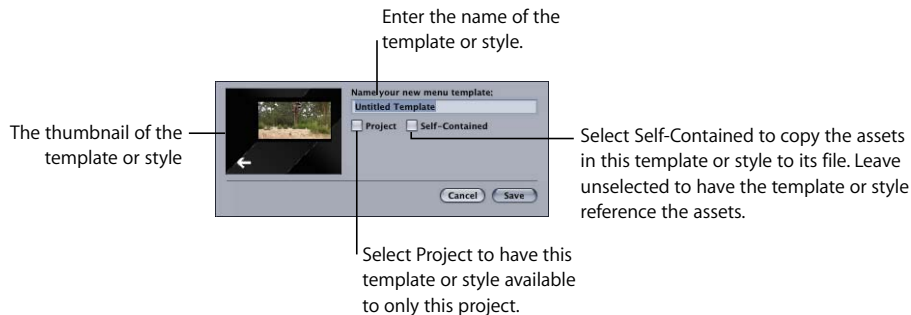 Enter the name of the
template or style.
Name your new menu template:
Untitled Template
Project
Self-Contained
The thumbnail of the
template or style
Select Self-Contained to copy the assets
in this template or style to its file. Leave
unselected to have the template or style
reference the assets.
Cancel
Save
Select Project to have this
template or style available
to only this project.